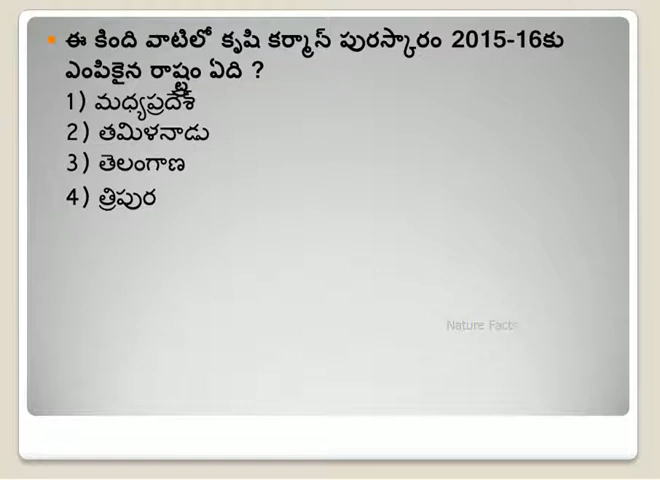 ఈ కింది వాటిలో కృషి కర్మాస్ పురస్కారం 2015-16కు
ఎంపికైన రాష్ట్రం ఏది ?
1) మధ్యప్రదేశ్
2) తమిళనాడు
3) తెలంగాణ
4) త్రిపుర
Nature Facts